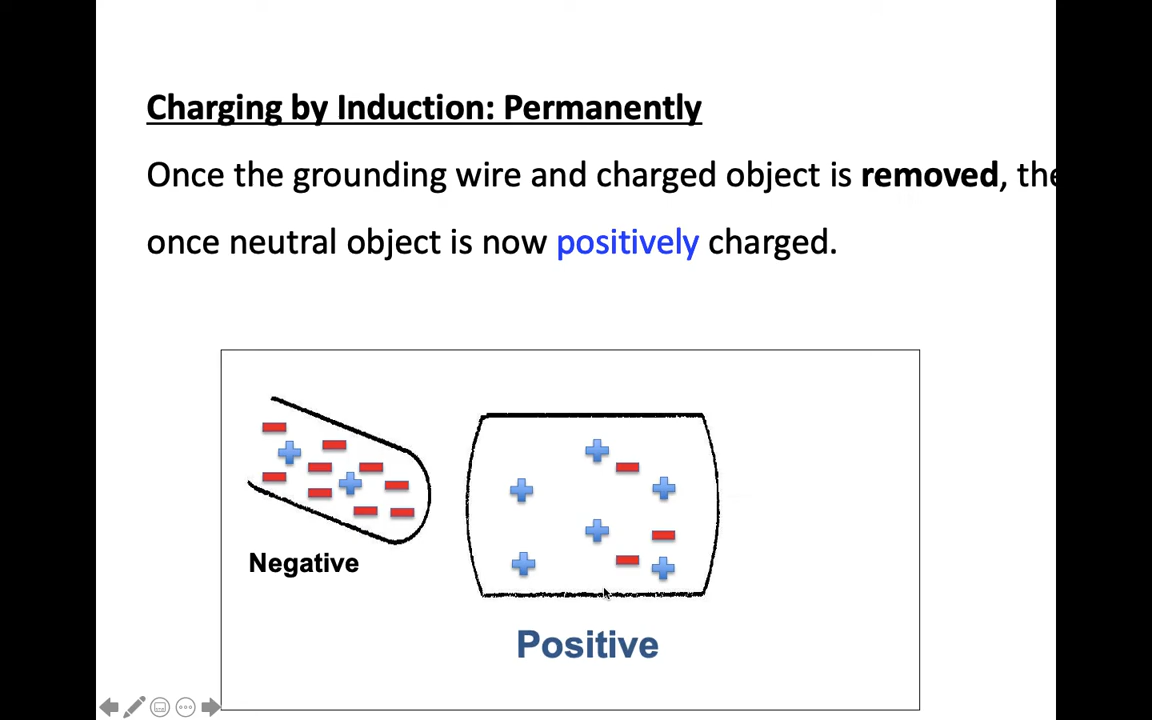 Charging by Induction: Permanently
Once the grounding wire and charged object is removed, the
once neutral object is now positively charged.
Negative
Positive